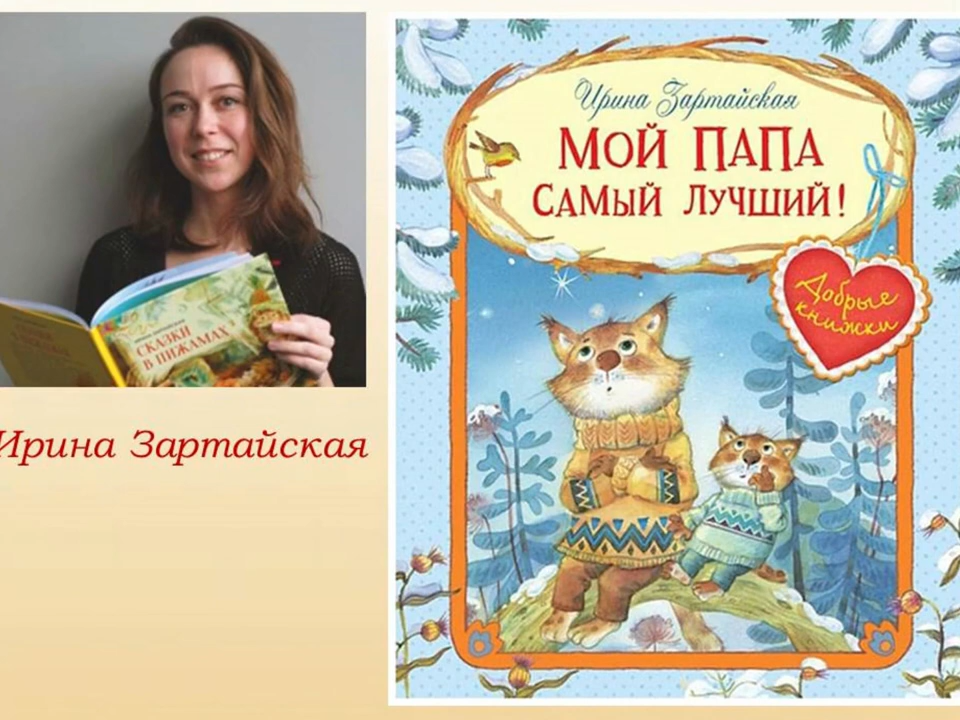 СКАЗКИ
В ПИЖАМАХ
Ирина Зартайская
Ирина Зартайская
МОЙ ПАПА
САМЫЙ ЛУЧШИЙ!
Добрые
книжки